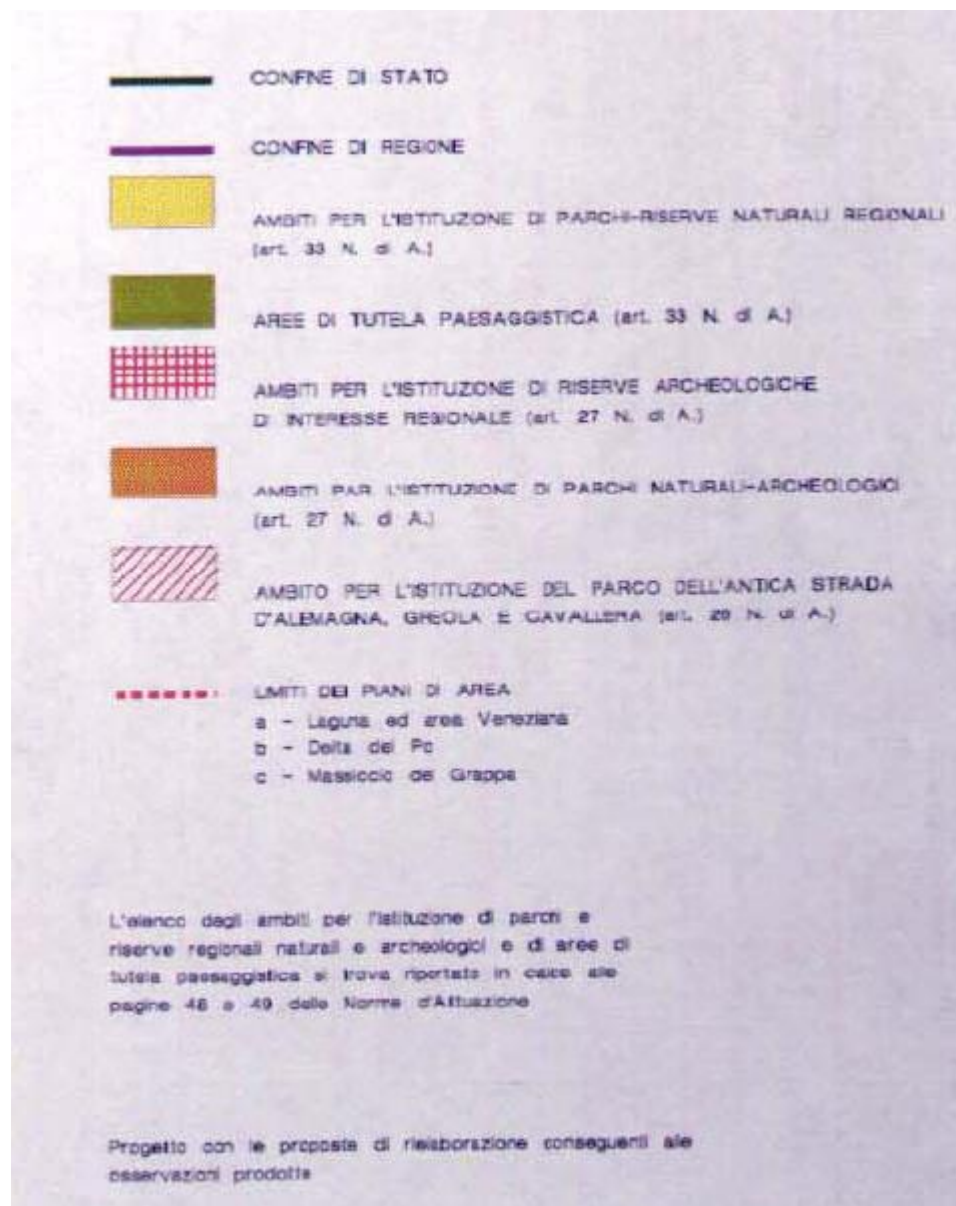 CONFINE DI STATO
CONFINE DI REGIONE
AMBITI PER L'ISTITUZIONE DI PARCHI-RISERVE NATURALI REGIONALI
(art. 33 N. di A.)
AREE DI TUTELA PAESAGGISTICA (art. 33 N. di A.)
AMBITI PER L'ISTITUZIONE DI RISERVE ARCHEOLOGICHE
DI INTERESSE REGIONALE (art. 27 N. di A.)
AMBITI PAR L'ISTITUZIONE DI PARCHI NATURALI-ARCHEOLOGICI
(art. 27 N. di A.)
AMBITO PER L'ISTITUZIONE DEL PARCO DELL'ANTICA STRADA
D'ALEMAGNA, GREOLA E CAVALLERA (art. 28 N. di A.)
LIMITI DEI PIANI DI AREA
a - Laguna ed area Veneziana
b - Delta del Po
c - Massiccio del Grappa
L'elenco degli ambiti per l'istituzione di parchi e
riserve regionali naturali e archeologici e di aree di
tutela paesaggistica si trova riportato in calce alle
pagine 48 e 49 delle Norme d'Attuazione
Progetto con le proposte di rielaborazione conseguenti alle
osservazioni prodotte